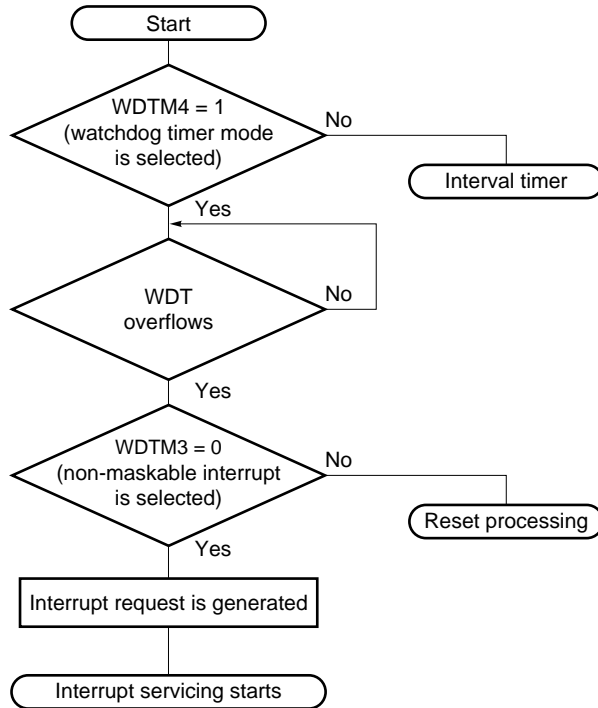 Start
WDTM4 = 1
(watchdog timer mode
is selected)
No
Interval timer
Yes
WDT
overflows
No
Yes
WDTM3 = 0
(non-maskable interrupt
is selected)
No
Reset processing
Yes
Interrupt request is generated
Interrupt servicing starts